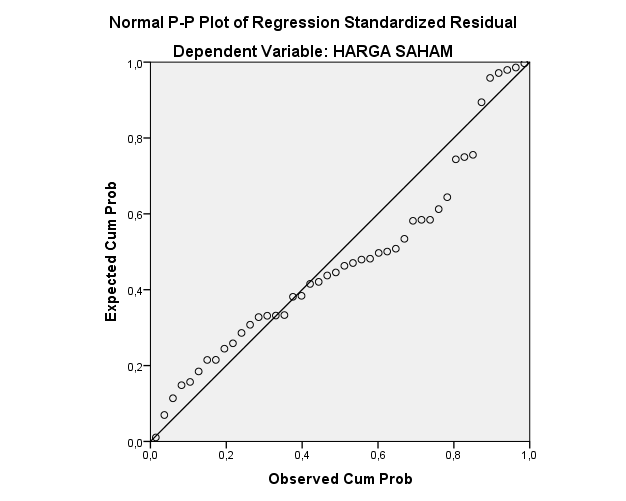 Normal P-P Plot of Regression Standardized Residual
Dependent Variable: HARGA SAHAM
1,0
0,8
0,6
0,4
0,2
0,0
Expected Cum Prob
0,0 0,2 0,4 0,6 0,8 1,0
Observed Cum Prob